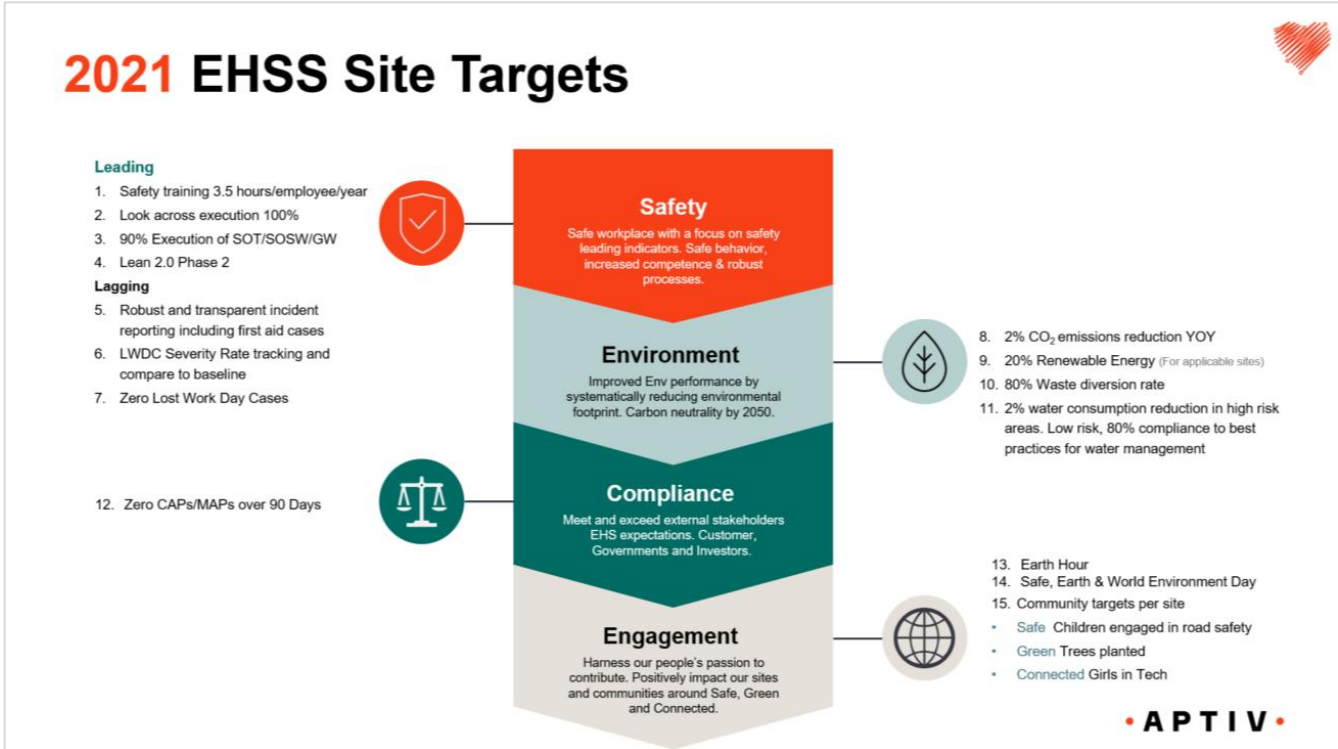 2021 EHSS Site Targets
Leading
1. Safety training 3.5 hours/employee/year
2. Look across execution 100%
3. 90% Execution of SOT/SOSW/GW
4. Lean 2.0 Phase 2
Lagging
5. Robust and transparent incident
reporting including first aid cases
6. LWDC Severity Rate tracking and
compare to baseline
7. Zero Lost Work Day Cases
Safety
Safe workplace with a focus on safety
leading indicators. Safe behavior,
increased competence & robust
processes.
Environment
Improved Env performance by
systematically reducing environmental
footprint. Carbon neutrality by 2050.
8. 2% CO₂ emissions reduction YOY
9. 20% Renewable Energy (For applicable sites)
10. 80% Waste diversion rate
11. 2% water consumption reduction in high risk
areas. Low risk, 80% compliance to best
practices for water management
12. Zero CAPs/MAPs over 90 Days
Compliance
Meet and exceed external stakeholders
EHS expectations. Customer,
Governments and Investors.
Engagement
Harness our people's passion to
contribute. Positively impact our sites
and communities around Safe, Green
and Connected.
13. Earth Hour
14. Safe, Earth & World Environment Day
15. Community targets per site
• Safe Children engaged in road safety
• Green Trees planted
• Connected Girls in Tech
• APTIV •